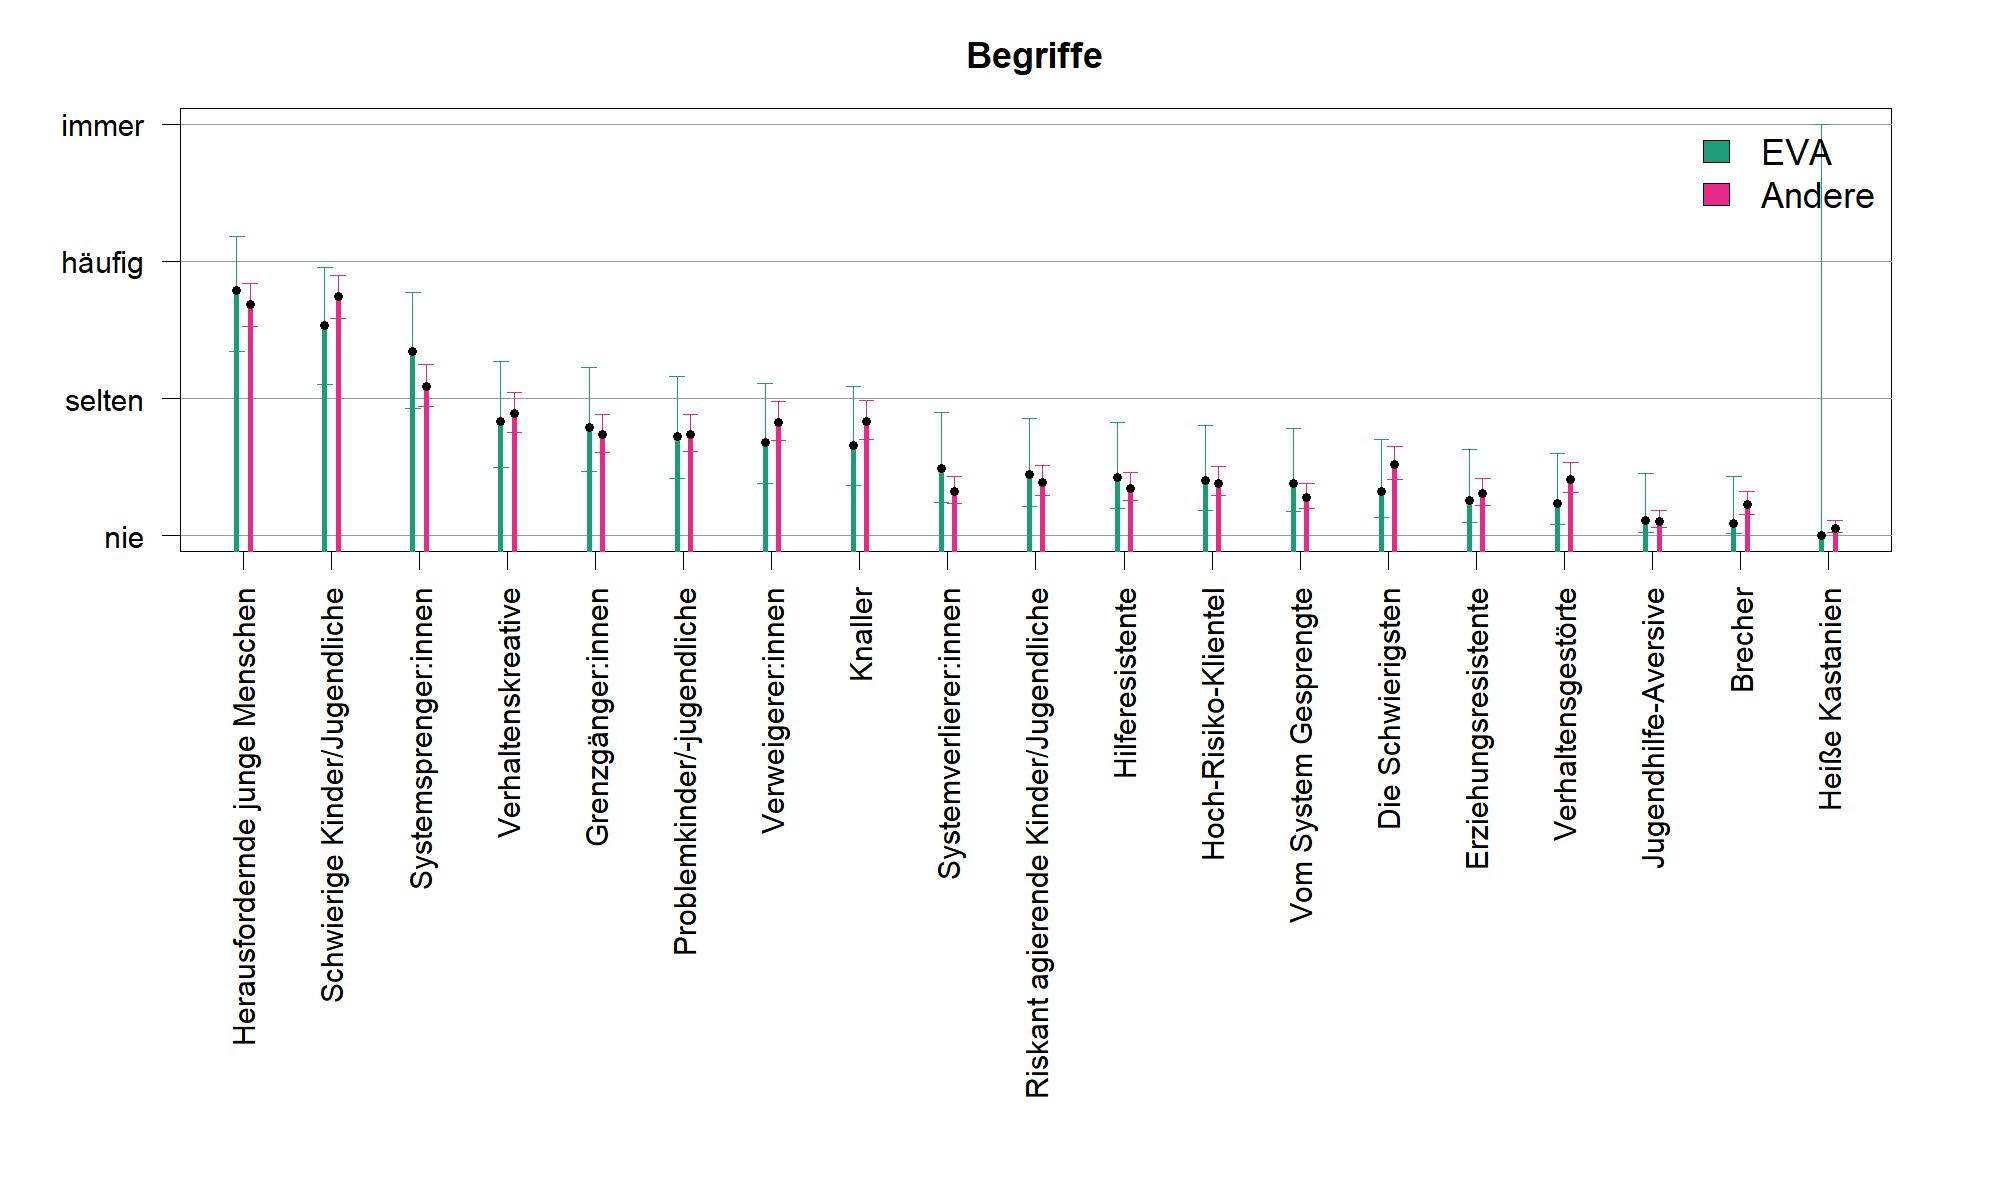 Begriffe
immer
häufig
selten
nie
EVA
Andere
Herausfordernde junge Menschen
Schwierige Kinder/Jugendliche
Systemsprenger:innen
Verhaltenskreative
Grenzgänger:innen
Problemkinder/-jugendliche
Verweigerer:innen
Knaller
Systemverlierer:innen
Riskant agierende Kinder/Jugendliche
Hilferesistente
Hoch-Risiko-Klientel
Vom System Gesprengte
Die Schwierigsten
Erziehungsresistente
Verhaltensgestörte
Jugendhilfe-Aversive
Brecher
Heiße Kastanien